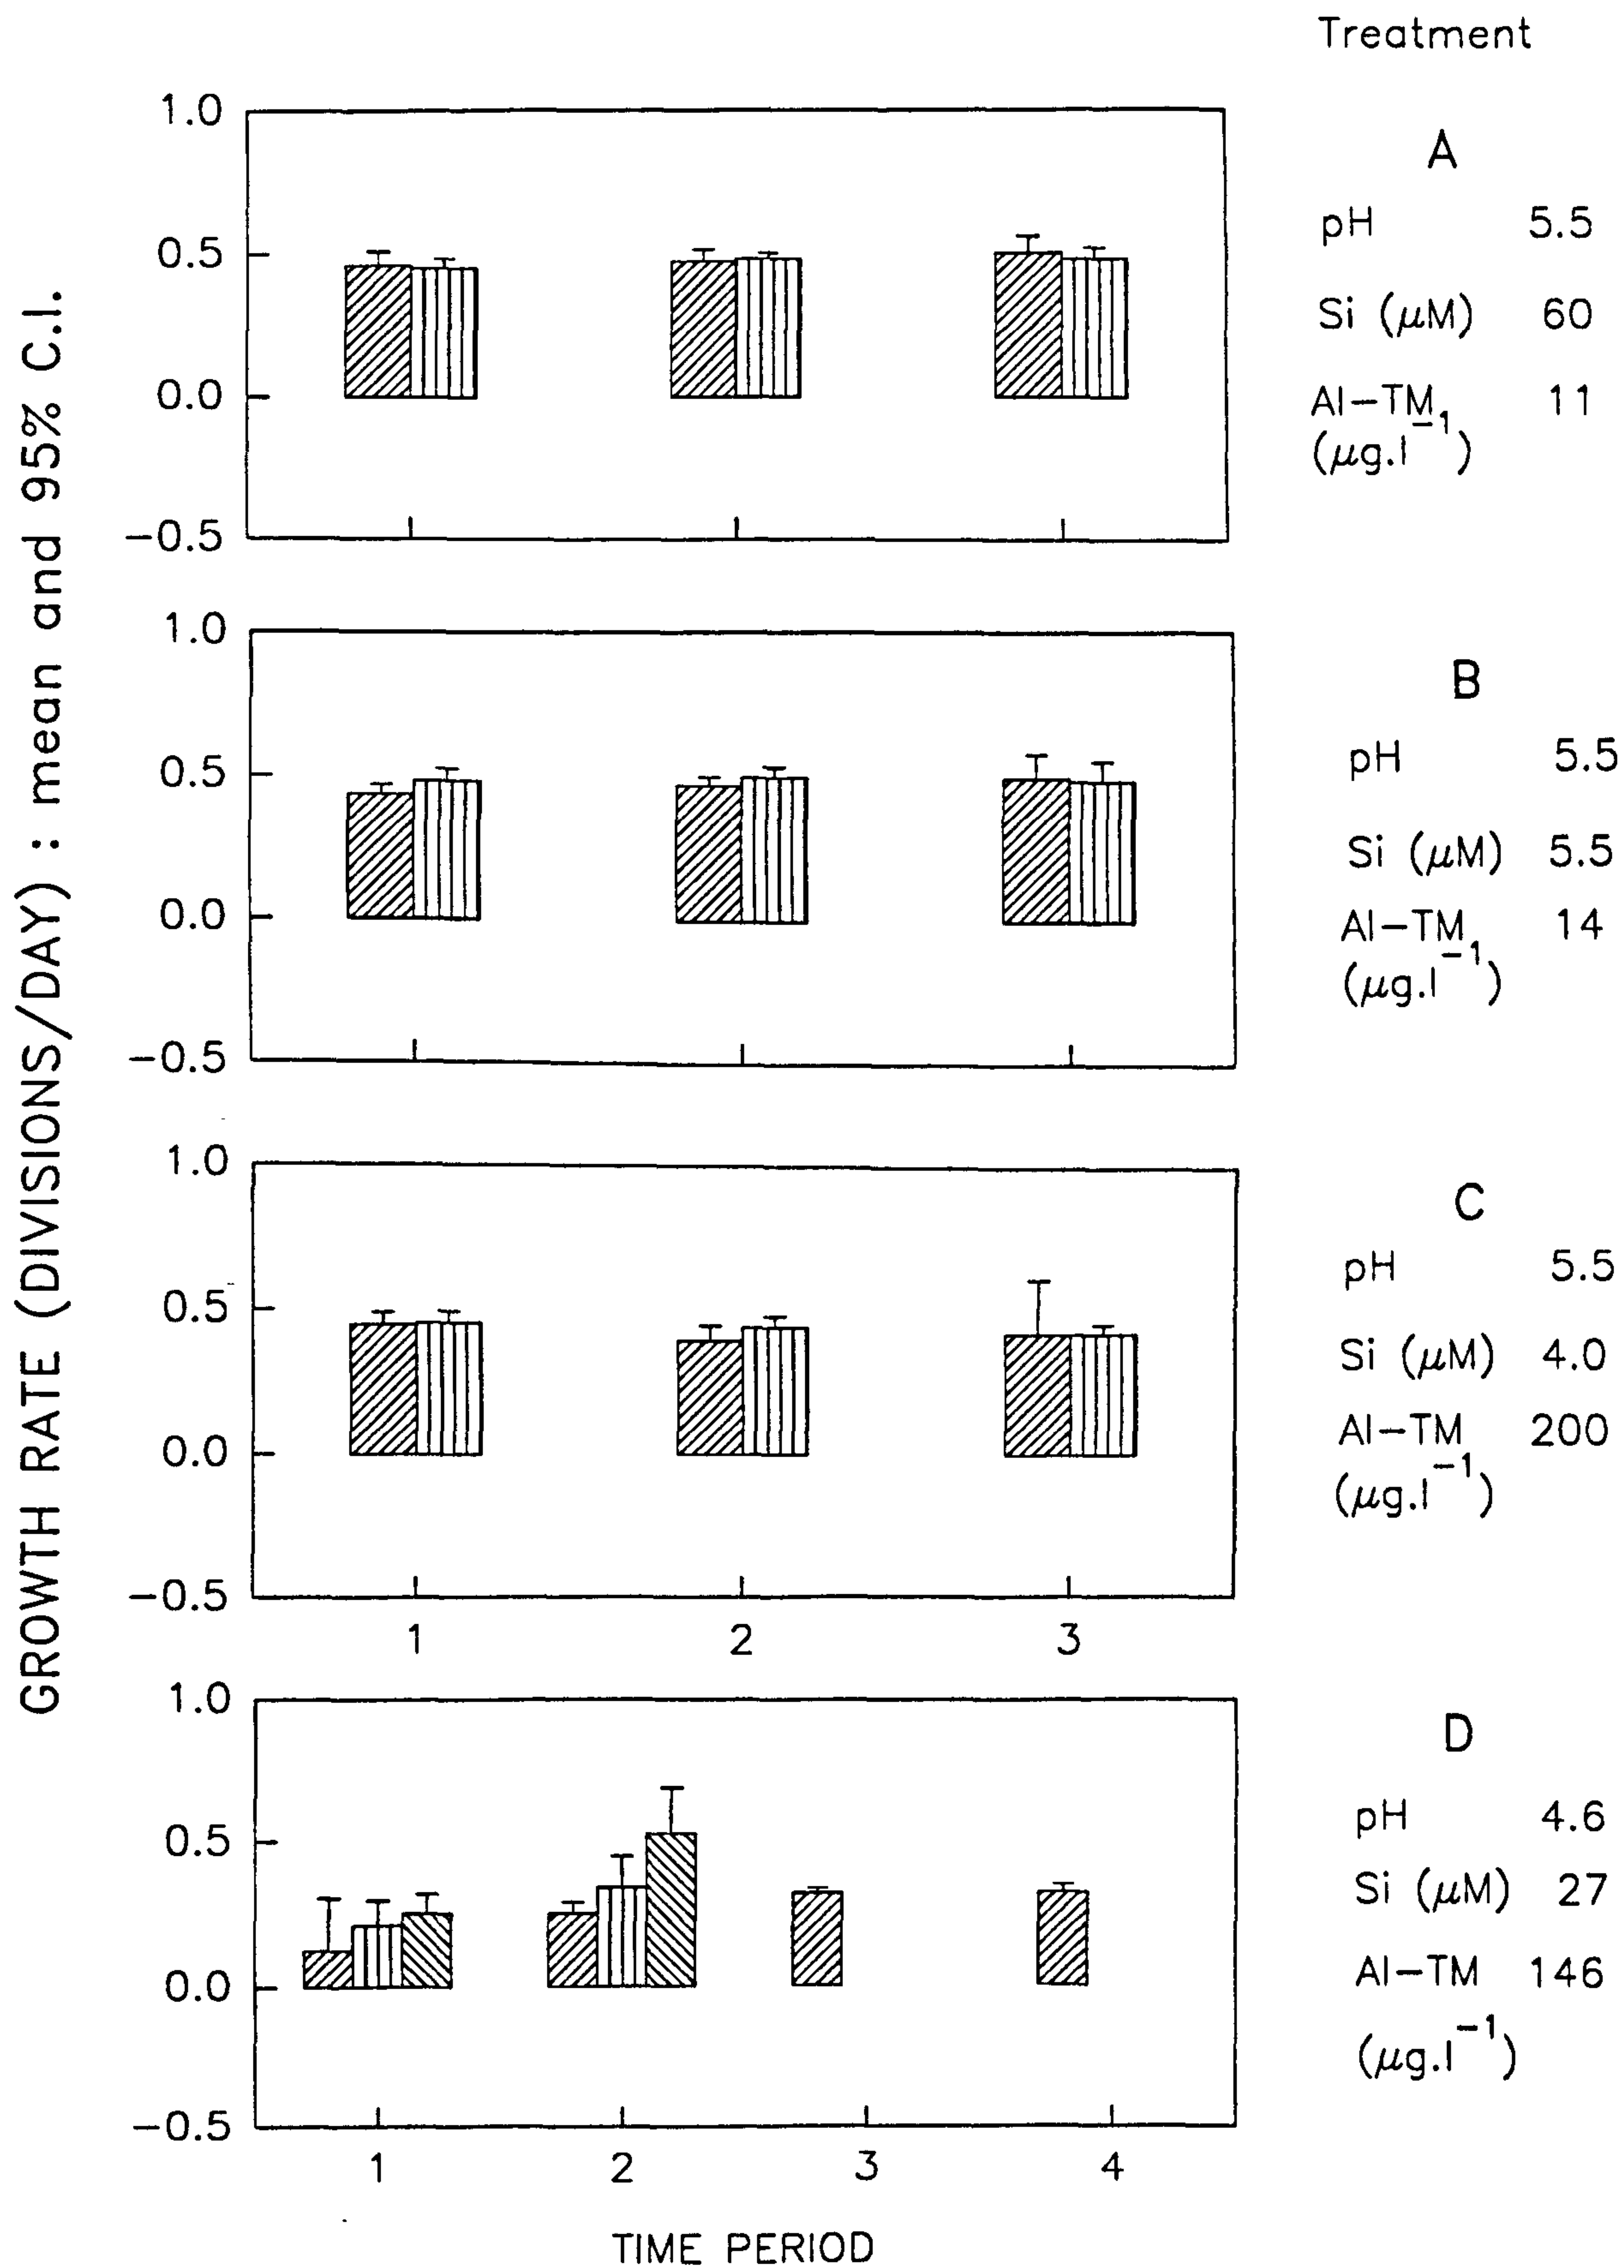 Treatment
GROWTH RATE (DIVISIONS/DAY) : mean and 95% C.I.
1.0
0.5
0.0
−0.5
A
pH 5.5
Si (μM) 60
Al−TM 11
(μg.l⁻¹)
1.0
0.5
0.0
−0.5
B
pH 5.5
Si (μM) 5.5
Al−TM 14
(μg.l⁻¹)
1.0
0.5
0.0
−0.5
1 2 3
C
pH 5.5
Si (μM) 4.0
Al−TM 200
(μg.l⁻¹)
1.0
0.5
0.0
−0.5
1 2 3 4
D
pH 4.6
Si (μM) 27
Al−TM 146
(μg.l⁻¹)
TIME PERIOD